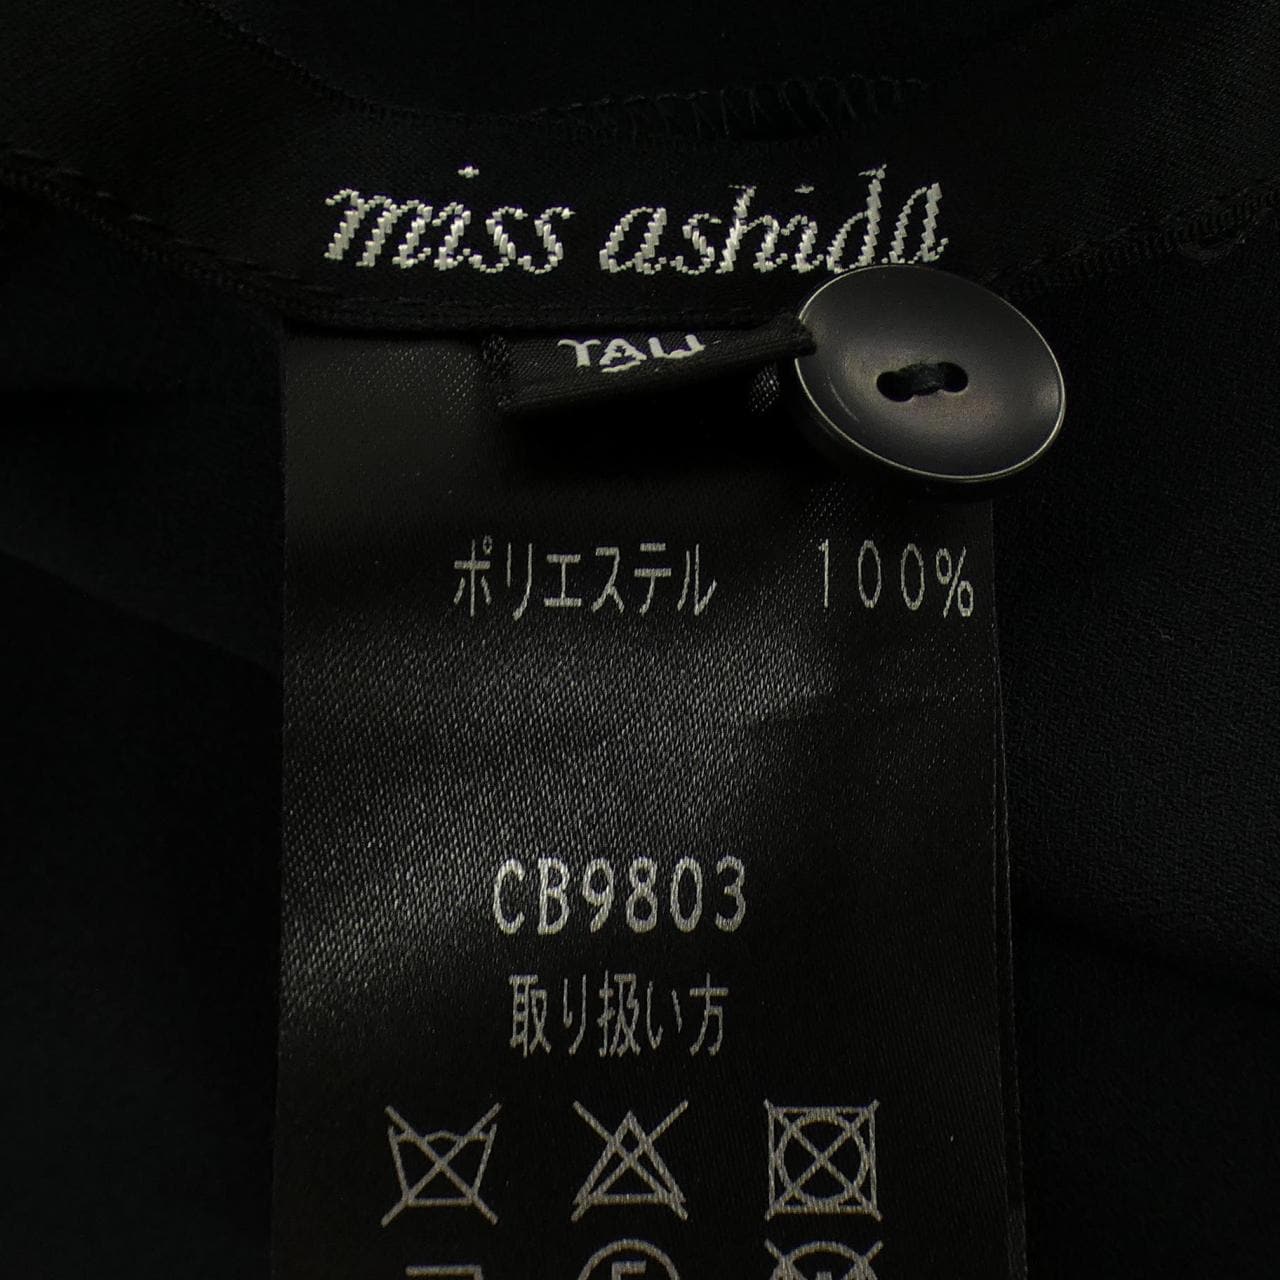 miss ashida
ポリエステル 100%
CB9803
取り扱い方